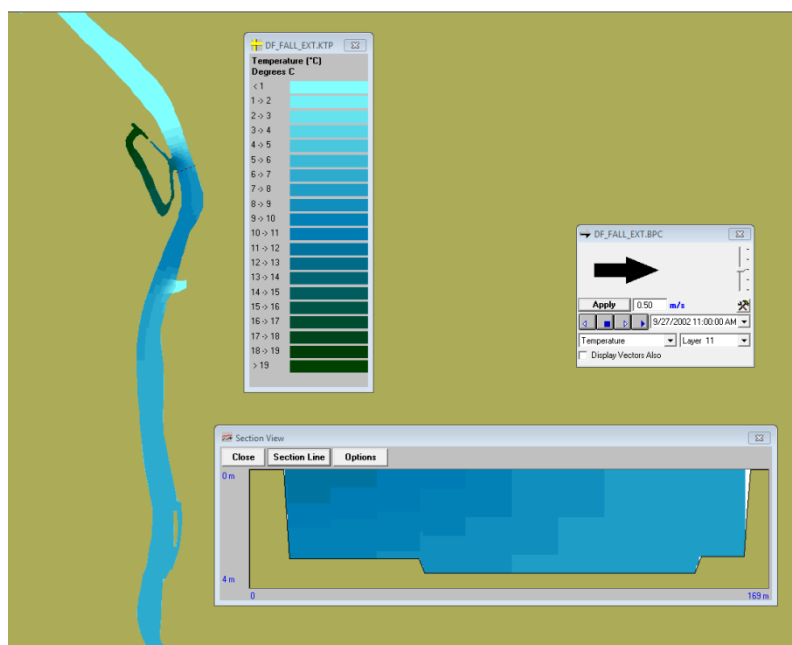 DF_FALL_EXT.KTP
Temperature (°C)
Degrees C
< 1
1 -> 2
2 -> 3
3 -> 4
4 -> 5
5 -> 6
6 -> 7
7 -> 8
8 -> 9
9 -> 10
10 -> 11
11 -> 12
12 -> 13
13 -> 14
14 -> 15
15 -> 16
16 -> 17
17 -> 18
18 -> 19
> 19
DF_FALL_EXT.BPC
Apply 0.50 m/s
9/27/2002 11:00:00 AM
Temperature Layer 11
Display Vectors Also
Section View
Close Section Line Options
0 m
4 m
0 169 m